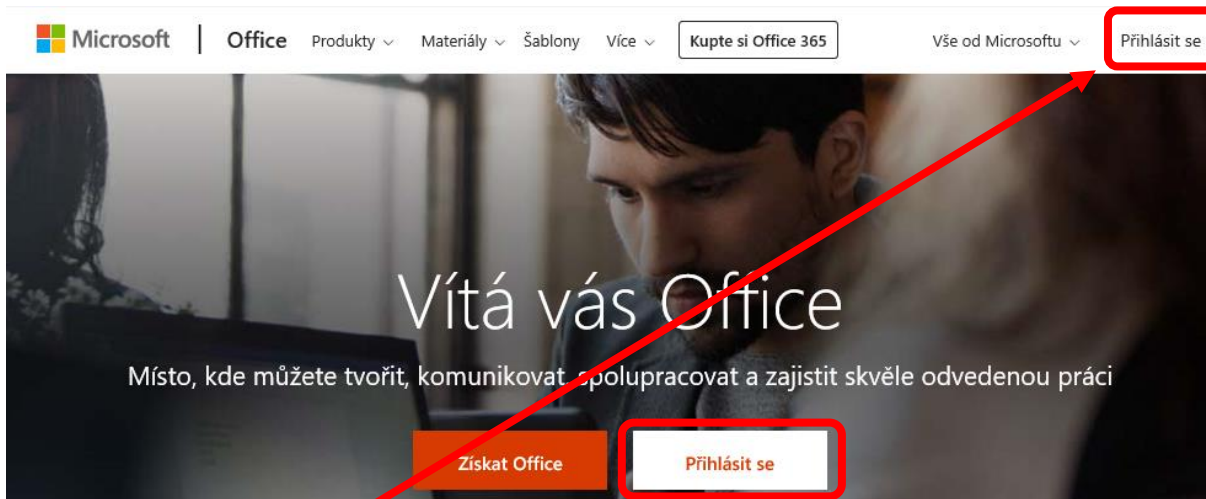 Microsoft | Office Produkty Materiály Šablony Více Kupte si Office 365 Vše od Microsoftu Přihlásit se
Vítá vás Office
Místo, kde můžete tvořit, komunikovat, spolupracovat a zajistit skvěle odvedenou práci
Získat Office Přihlásit se